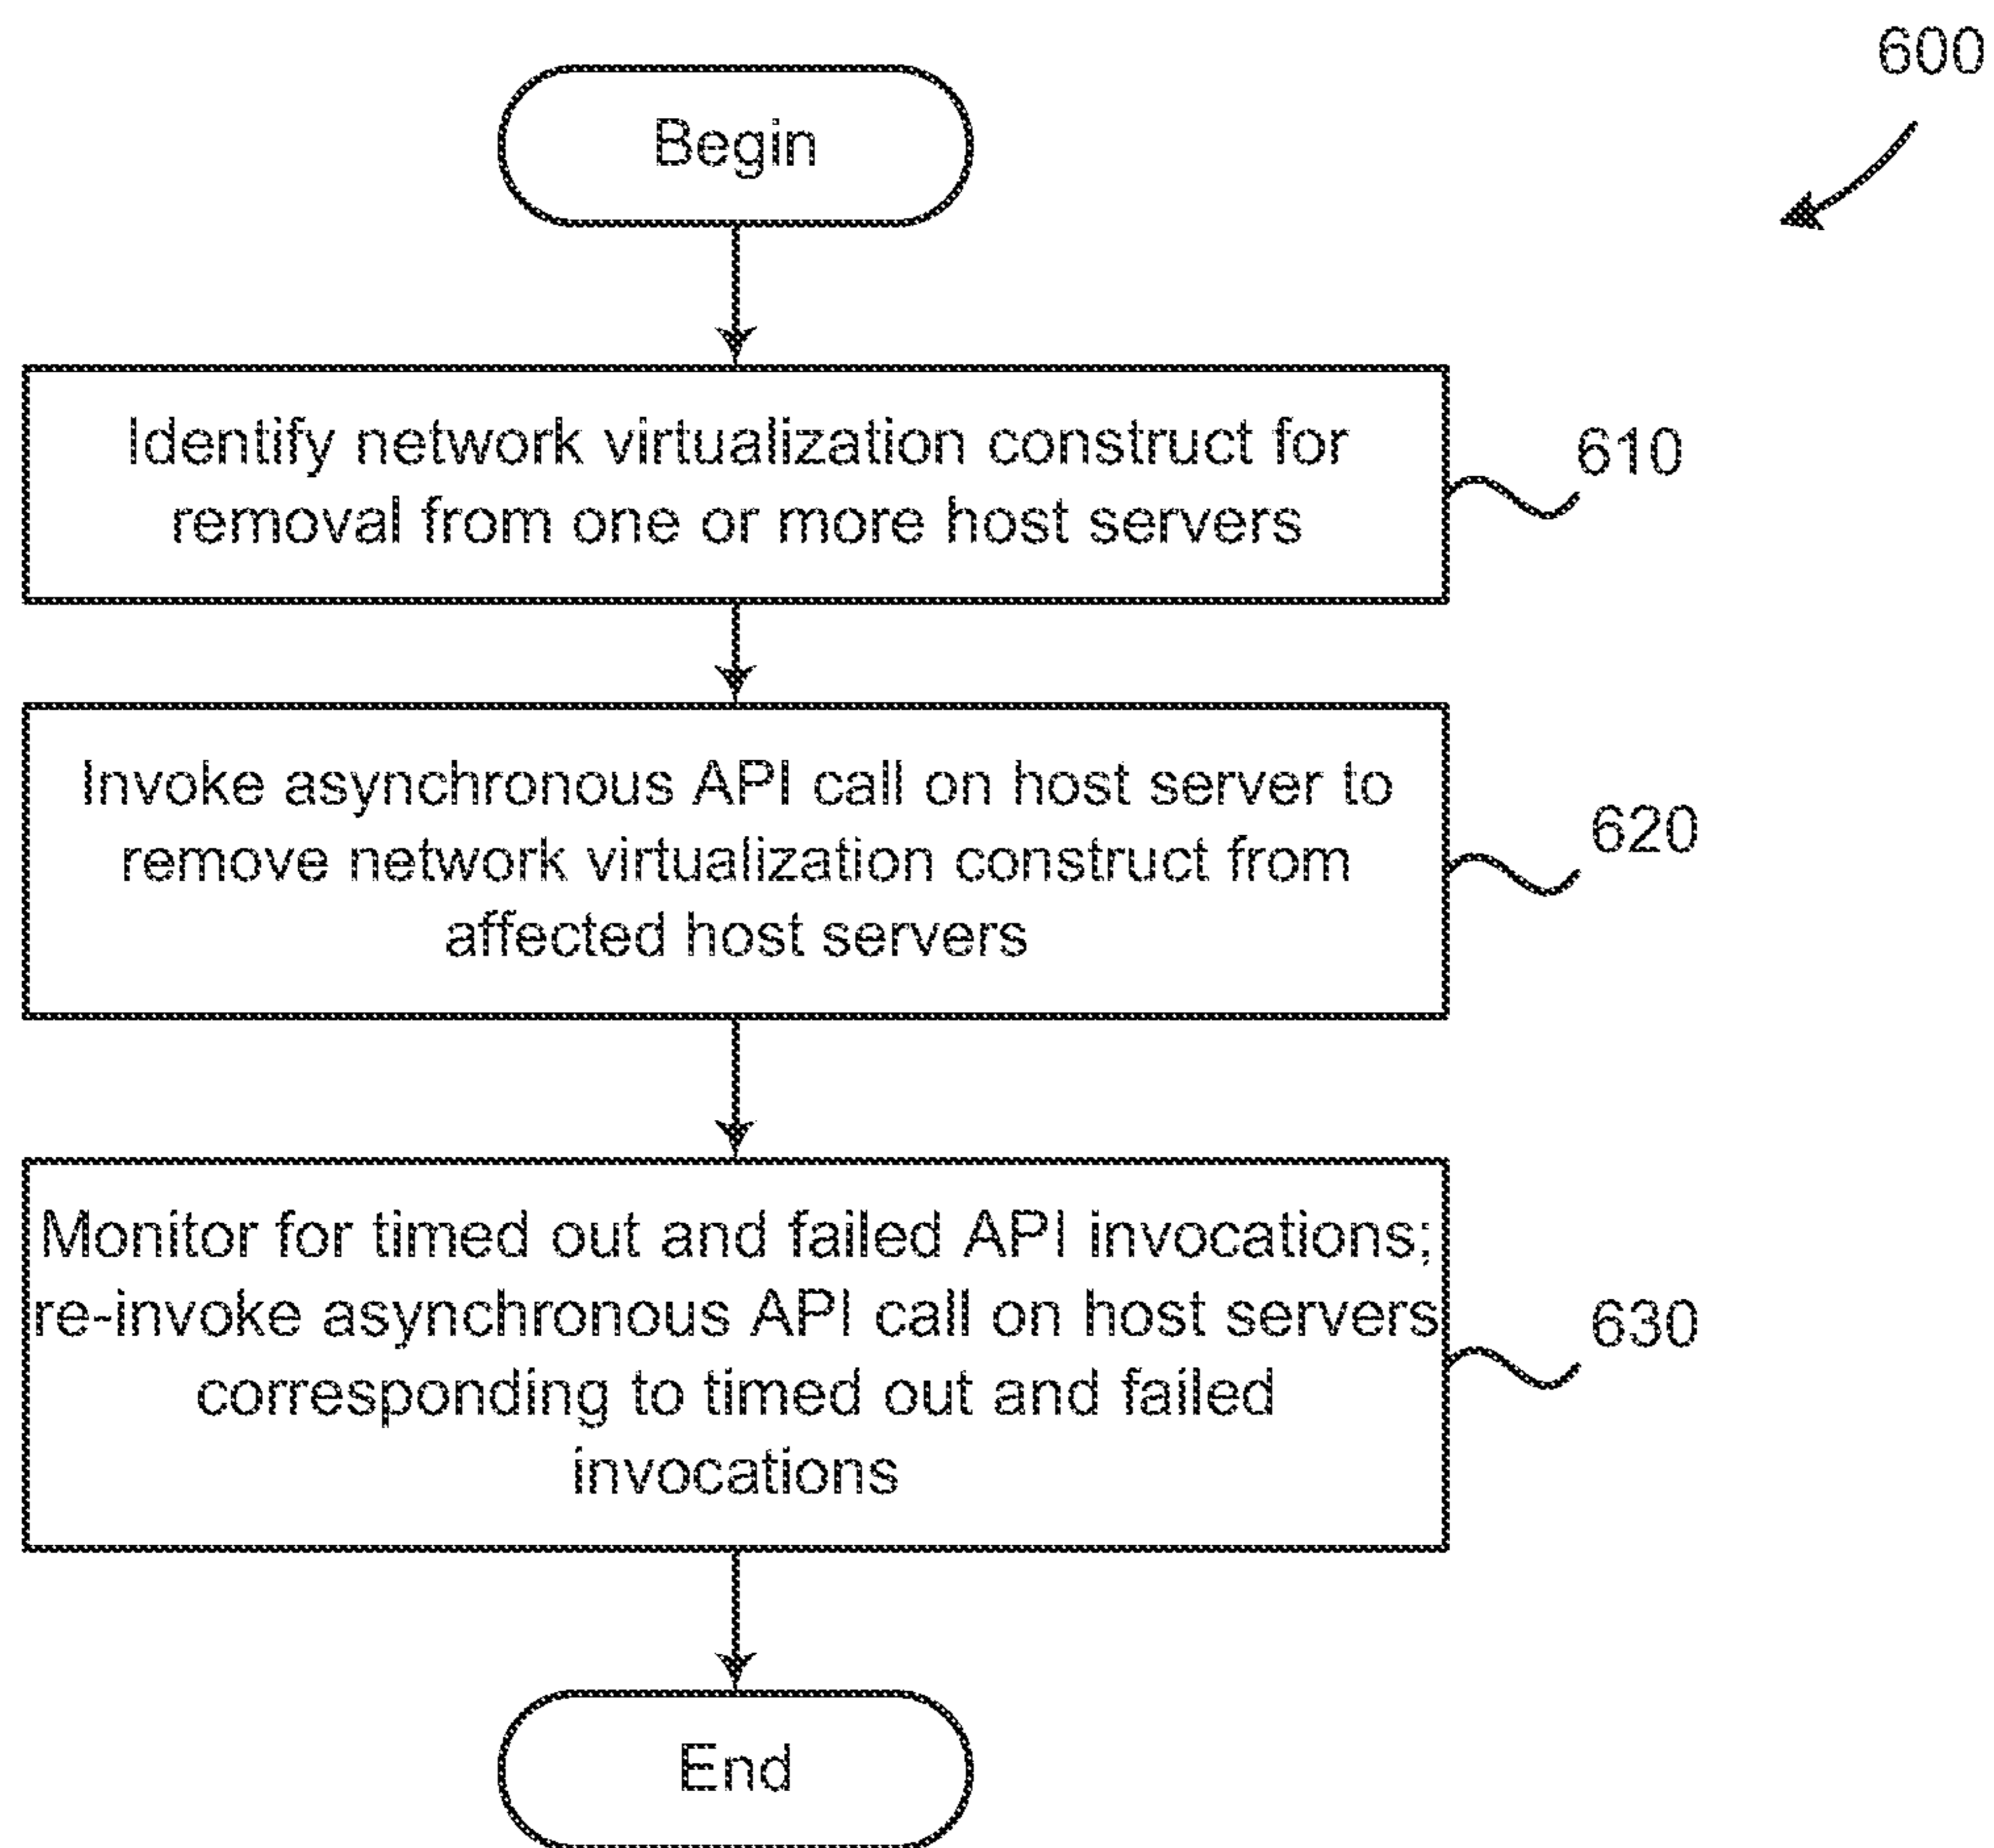 600
Begin
Identify network virtualization construct for
removal from one or more host servers
610
Invoke asynchronous API call on host server to
remove network virtualization construct from
affected host servers
620
Monitor for timed out and failed API invocations;
re-invoke asynchronous API call on host servers
corresponding to timed out and failed
invocations
630
End